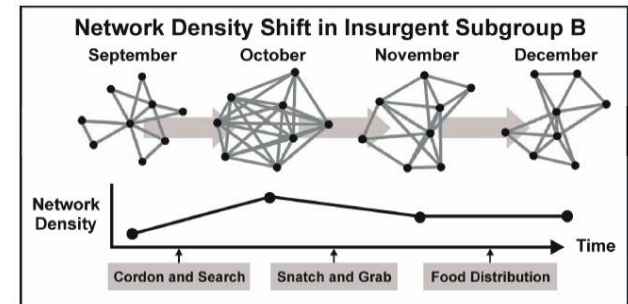 Network Density Shift in Insurgent Subgroup B
September October November December
Network
Density
Time
Cordon and Search Snatch and Grab Food Distribution